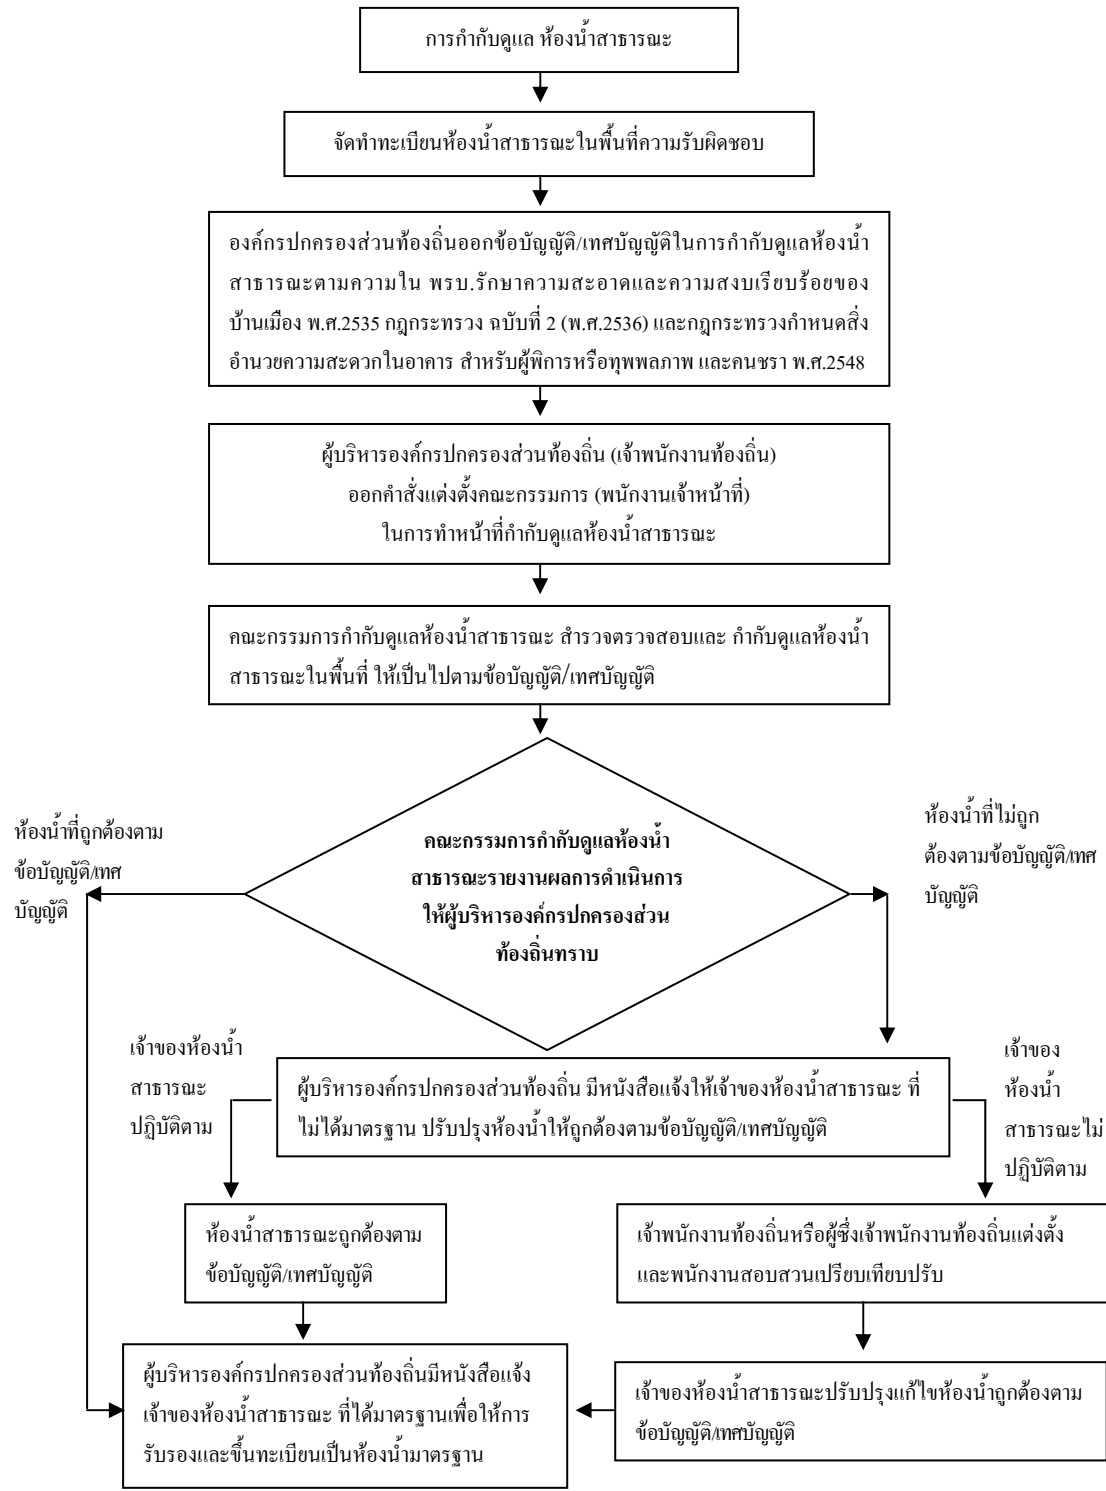 การกำกับดูแล ห้องน้ำสาธารณะ
จัดทำทะเบียนห้องน้ำสาธารณะในพื้นที่ความรับผิดชอบ
องค์กรปกครองส่วนท้องถิ่นออกข้อบัญญัติ/เทศบัญญัติในการกำกับดูแลห้องน้ำ
สาธารณะตามความใน พรบ.รักษาความสะอาดและความสงบเรียบร้อยของ
บ้านเมือง พ.ศ.2535 กฎกระทรวง ฉบับที่ 2 (พ.ศ.2536) และกฎกระทรวงกำหนดสิ่ง
อำนวยความสะดวกในอาคาร สำหรับผู้พิการหรือทุพพลภาพ และคนชรา พ.ศ.2548
ผู้บริหารองค์กรปกครองส่วนท้องถิ่น (เจ้าพนักงานท้องถิ่น)
ออกคำสั่งแต่งตั้งคณะกรรมการ (พนักงานเจ้าหน้าที่)
ในการทำหน้าที่กำกับดูแลห้องน้ำสาธารณะ
คณะกรรมการกำกับดูแลห้องน้ำสาธารณะ สำรวจตรวจสอบและ กำกับดูแลห้องน้ำ
สาธารณะในพื้นที่ ให้เป็นไปตามข้อบัญญัติ/เทศบัญญัติ
ห้องน้ำที่ถูกต้องตาม
ข้อบัญญัติ/เทศ
บัญญัติ
คณะกรรมการกำกับดูแลห้องน้ำ
สาธารณะรายงานผลการดำเนินการ
ให้ผู้บริหารองค์กรปกครองส่วน
ท้องถิ่นทราบ
ห้องน้ำที่ไม่ถูก
ต้องตามข้อบัญญัติ/เทศ
บัญญัติ
เจ้าของห้องน้ำ
สาธารณะ
ปฏิบัติตาม
ผู้บริหารองค์กรปกครองส่วนท้องถิ่น มีหนังสือแจ้งให้เจ้าของห้องน้ำสาธารณะ ที่
ไม่ได้มาตรฐาน ปรับปรุงห้องน้ำให้ถูกต้องตามข้อบัญญัติ/เทศบัญญัติ
เจ้าของ
ห้องน้ำ
สาธารณะไม่
ปฏิบัติตาม
ห้องน้ำสาธารณะถูกต้องตาม
ข้อบัญญัติ/เทศบัญญัติ
เจ้าพนักงานท้องถิ่นหรือผู้ซึ่งเจ้าพนักงานท้องถิ่นแต่งตั้ง
และพนักงานสอบสวนเปรียบเทียบปรับ
ผู้บริหารองค์กรปกครองส่วนท้องถิ่นมีหนังสือแจ้ง
เจ้าของห้องน้ำสาธารณะ ที่ได้มาตรฐานเพื่อให้การ
รับรองและขึ้นทะเบียนเป็นห้องน้ำมาตรฐาน
เจ้าของห้องน้ำสาธารณะปรับปรุงแก้ไขห้องน้ำถูกต้องตาม
ข้อบัญญัติ/เทศบัญญัติ